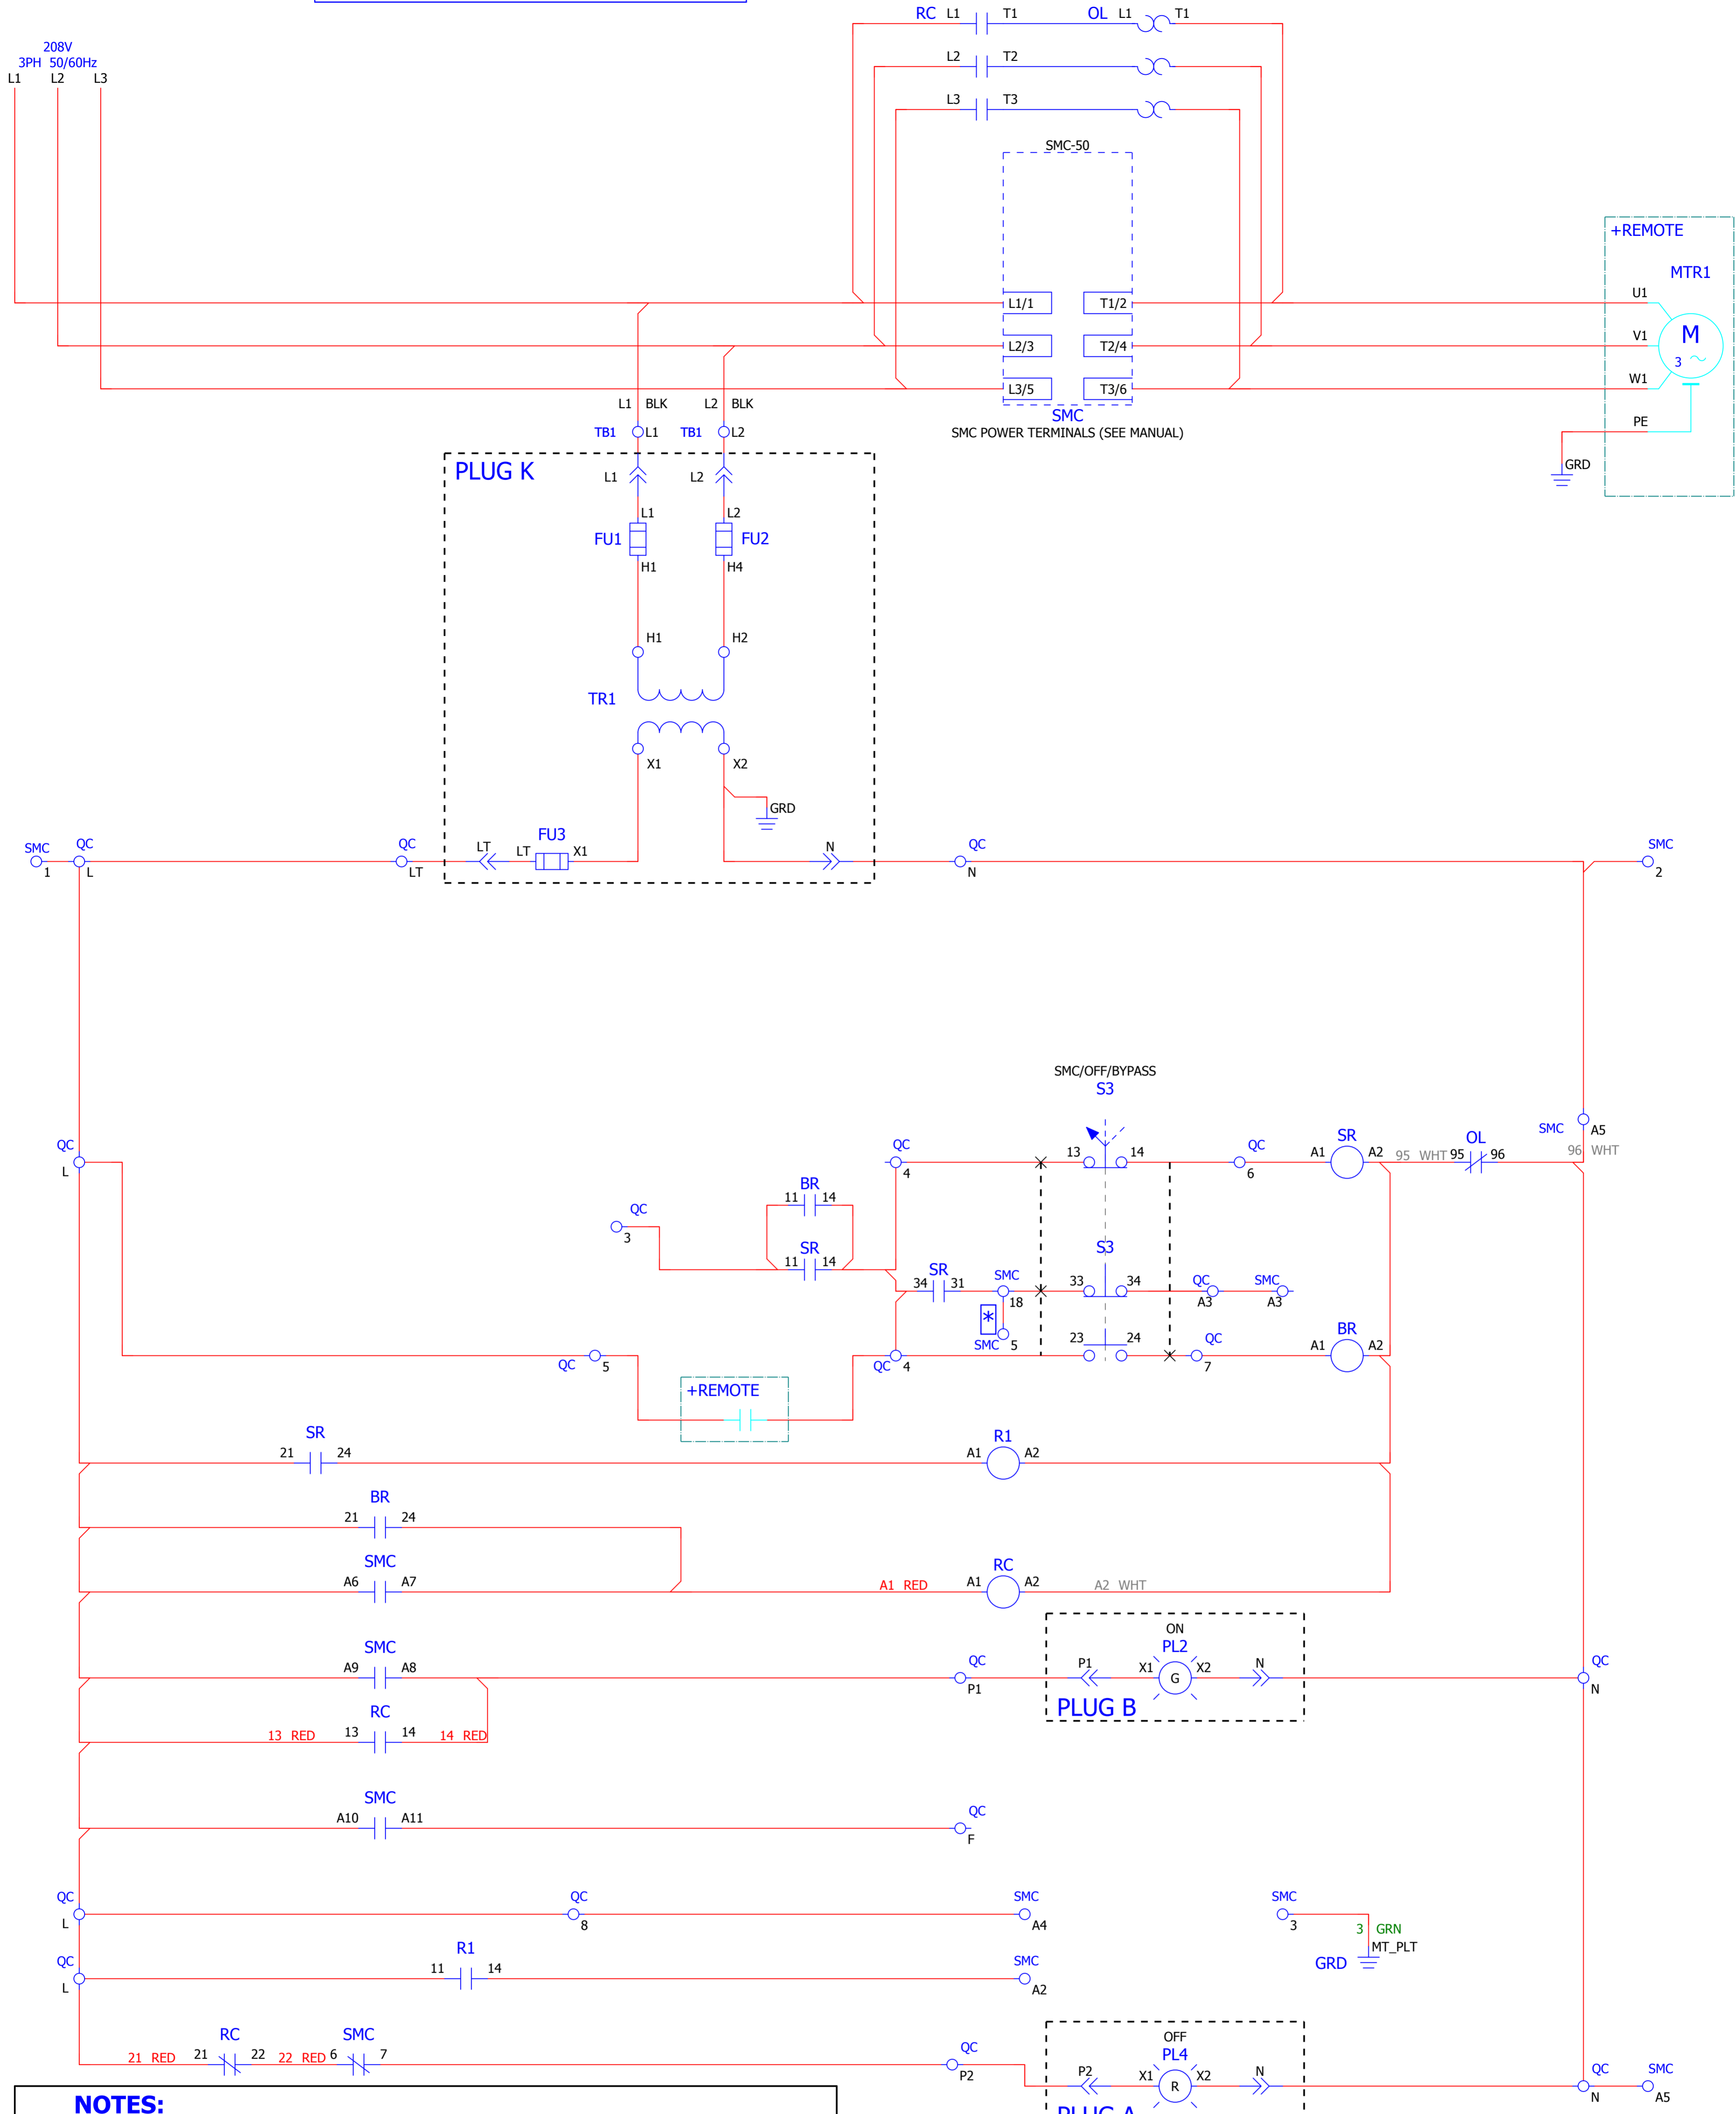 RC L1 T1 OL L1 T1
208V
3PH 50/60Hz
L1 L2 L3
L2 T2
L3 T3
SMC-50
+REMOTE
MTR1
U1
L1/1 T1/2
V1
M
3
L2/3 T2/4
W1
L3/5 T3/6
L1 BLK L2 BLK
SMC
SMC POWER TERMINALS (SEE MANUAL)
PE
TB1 L1 TB1 L2
GRD
PLUG K
L1 L2
L1 L2
FU1 FU2
H1 H4
H1 H2
TR1
X1 X2
GRD
SMC QC QC FU3 QC SMC
LT LT X1 N
1 L LT N 2
SMC/OFF/BYPASS
S3
SMC A5
QC QC 13 14 QC SR OL
A1 A2 95 WHT 95 96 96 WHT
L 4 6
BR
11 14
QC
3
SR S3
11 14
SR SMC 33 34 QC SMC
34 31
18 A3 A3
*
SMC 5 23 24 QC BR
A1 A2
QC 5 QC 4 7
+REMOTE
SR R1
21 24 A1 A2
BR
21 24
SMC RC
A6 A7 A1 RED A1 A2 A2 WHT
ON
SMC PL2
A9 A8 QC P1 X1 G X2 N QC
P1 N
RC PLUG B
13 RED 13 14 14 RED
SMC
A10 A11 QC
F
QC QC SMC SMC
L 8 A4 3
3 GRN
MT_PLT
GRD
QC R1 SMC
11 14
L A2
OFF
RC SMC PL4
21 RED 21 22 22 RED 6 7 QC
P2 P2 X1 R X2 N QC SMC
N A5
NOTES:
PLUG A